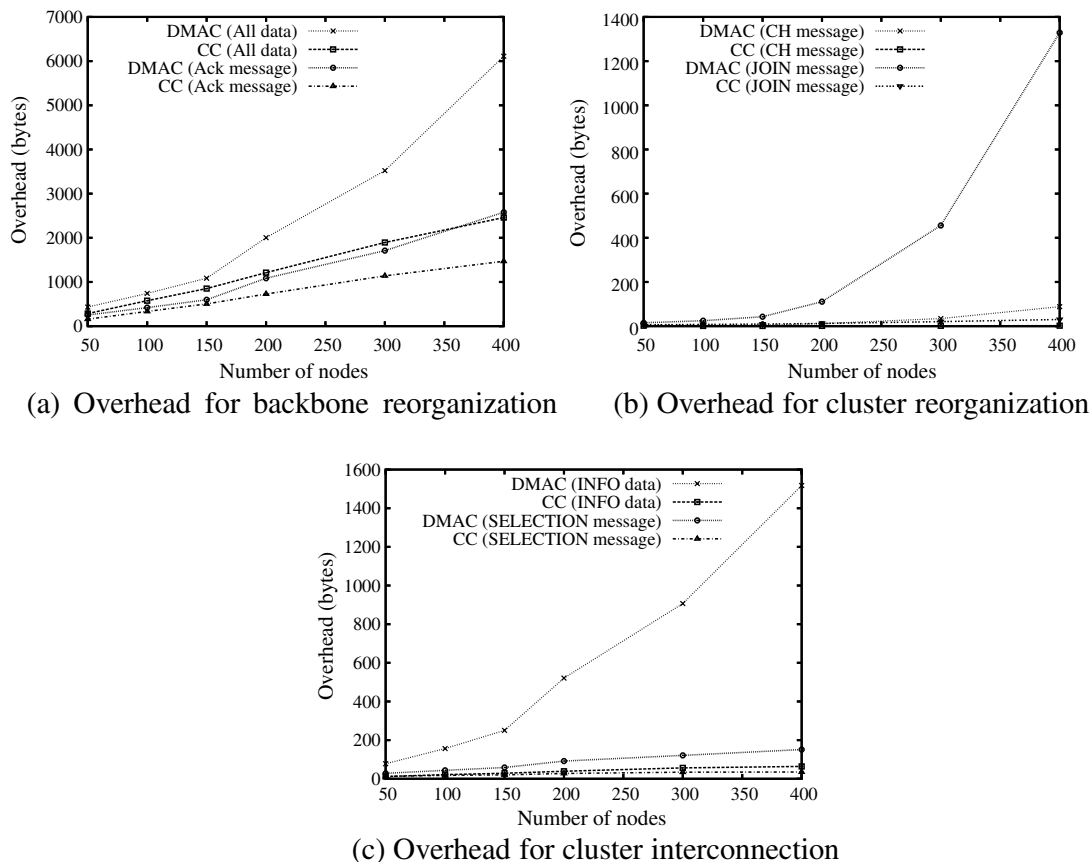 7000
6000
5000
4000
3000
2000
1000
0
Overhead (bytes)
DMAC (All data)
CC (All data)
DMAC (Ack message)
CC (Ack message)
50 100 150 200 250 300 350 400
Number of nodes
(a) Overhead for backbone reorganization
1400
1200
1000
800
600
400
200
0
Overhead (bytes)
DMAC (CH message)
CC (CH message)
DMAC (JOIN message)
CC (JOIN message)
50 100 150 200 250 300 350 400
Number of nodes
(b) Overhead for cluster reorganization
1600
1400
1200
1000
800
600
400
200
0
Overhead (bytes)
DMAC (INFO data)
CC (INFO data)
DMAC (SELECTION message)
CC (SELECTION message)
50 100 150 200 250 300 350 400
Number of nodes
(c) Overhead for cluster interconnection